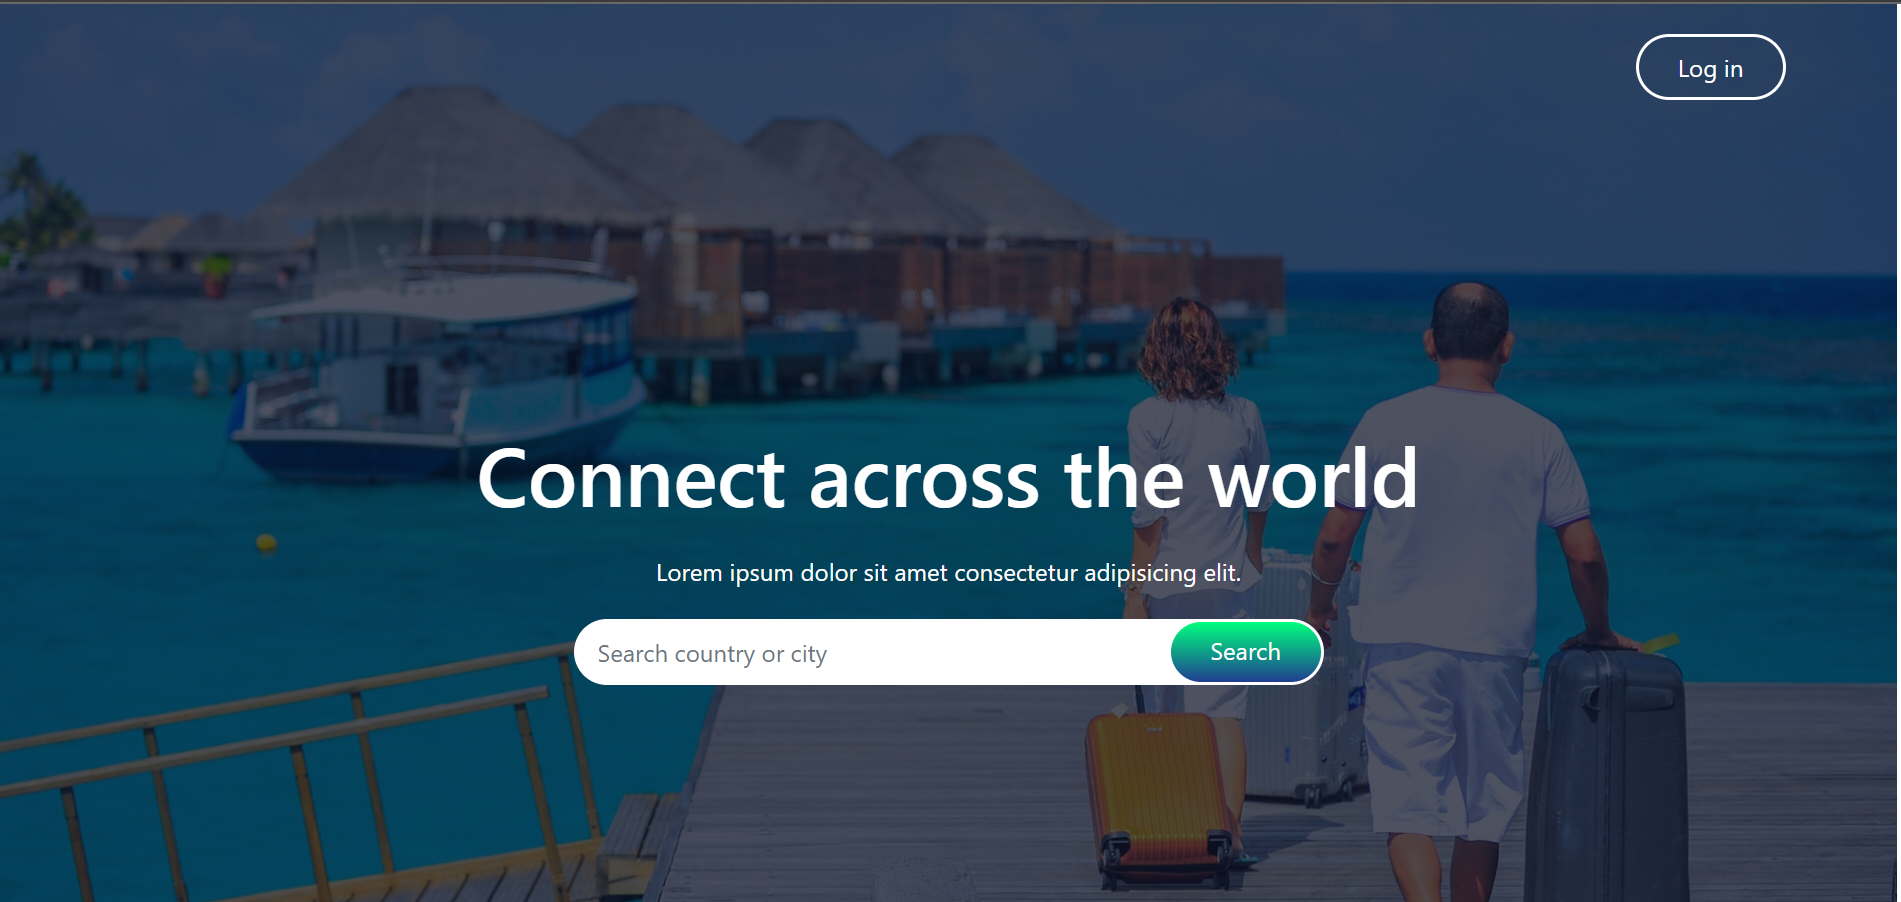 Log in
Connect across the world
Lorem ipsum dolor sit amet consectetur adipisicing elit.
Search country or city
Search